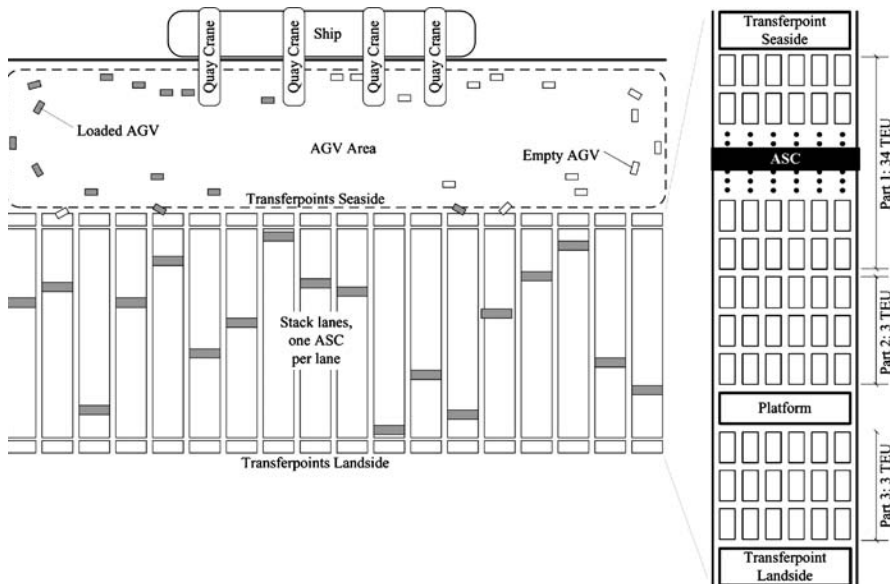 Ship
Quay Crane
Quay Crane
Quay Crane
Quay Crane
Loaded AGV
AGV Area
Empty AGV
Transferpoints Seaside
Stack lanes,
one ASC
per lane
Transferpoints Landside
Transferpoint
Seaside
ASC
Platform
Transferpoint
Landside
Part 1: 34 TEU
Part 2: 3 TEU
Part 3: 3 TEU